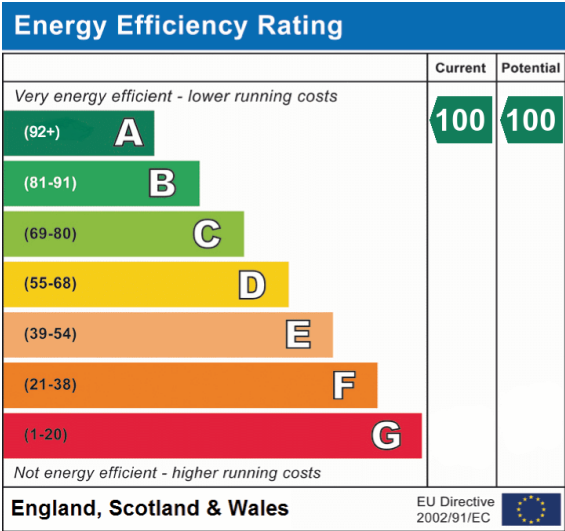 Energy Efficiency Rating
Current Potential
Very energy efficient - lower running costs
(92+) A 100 100
(81-91) B
(69-80) C
(55-68) D
(39-54) E
(21-38) F
(1-20) G
Not energy efficient - higher running costs
England, Scotland & Wales
EU Directive
2002/91/EC